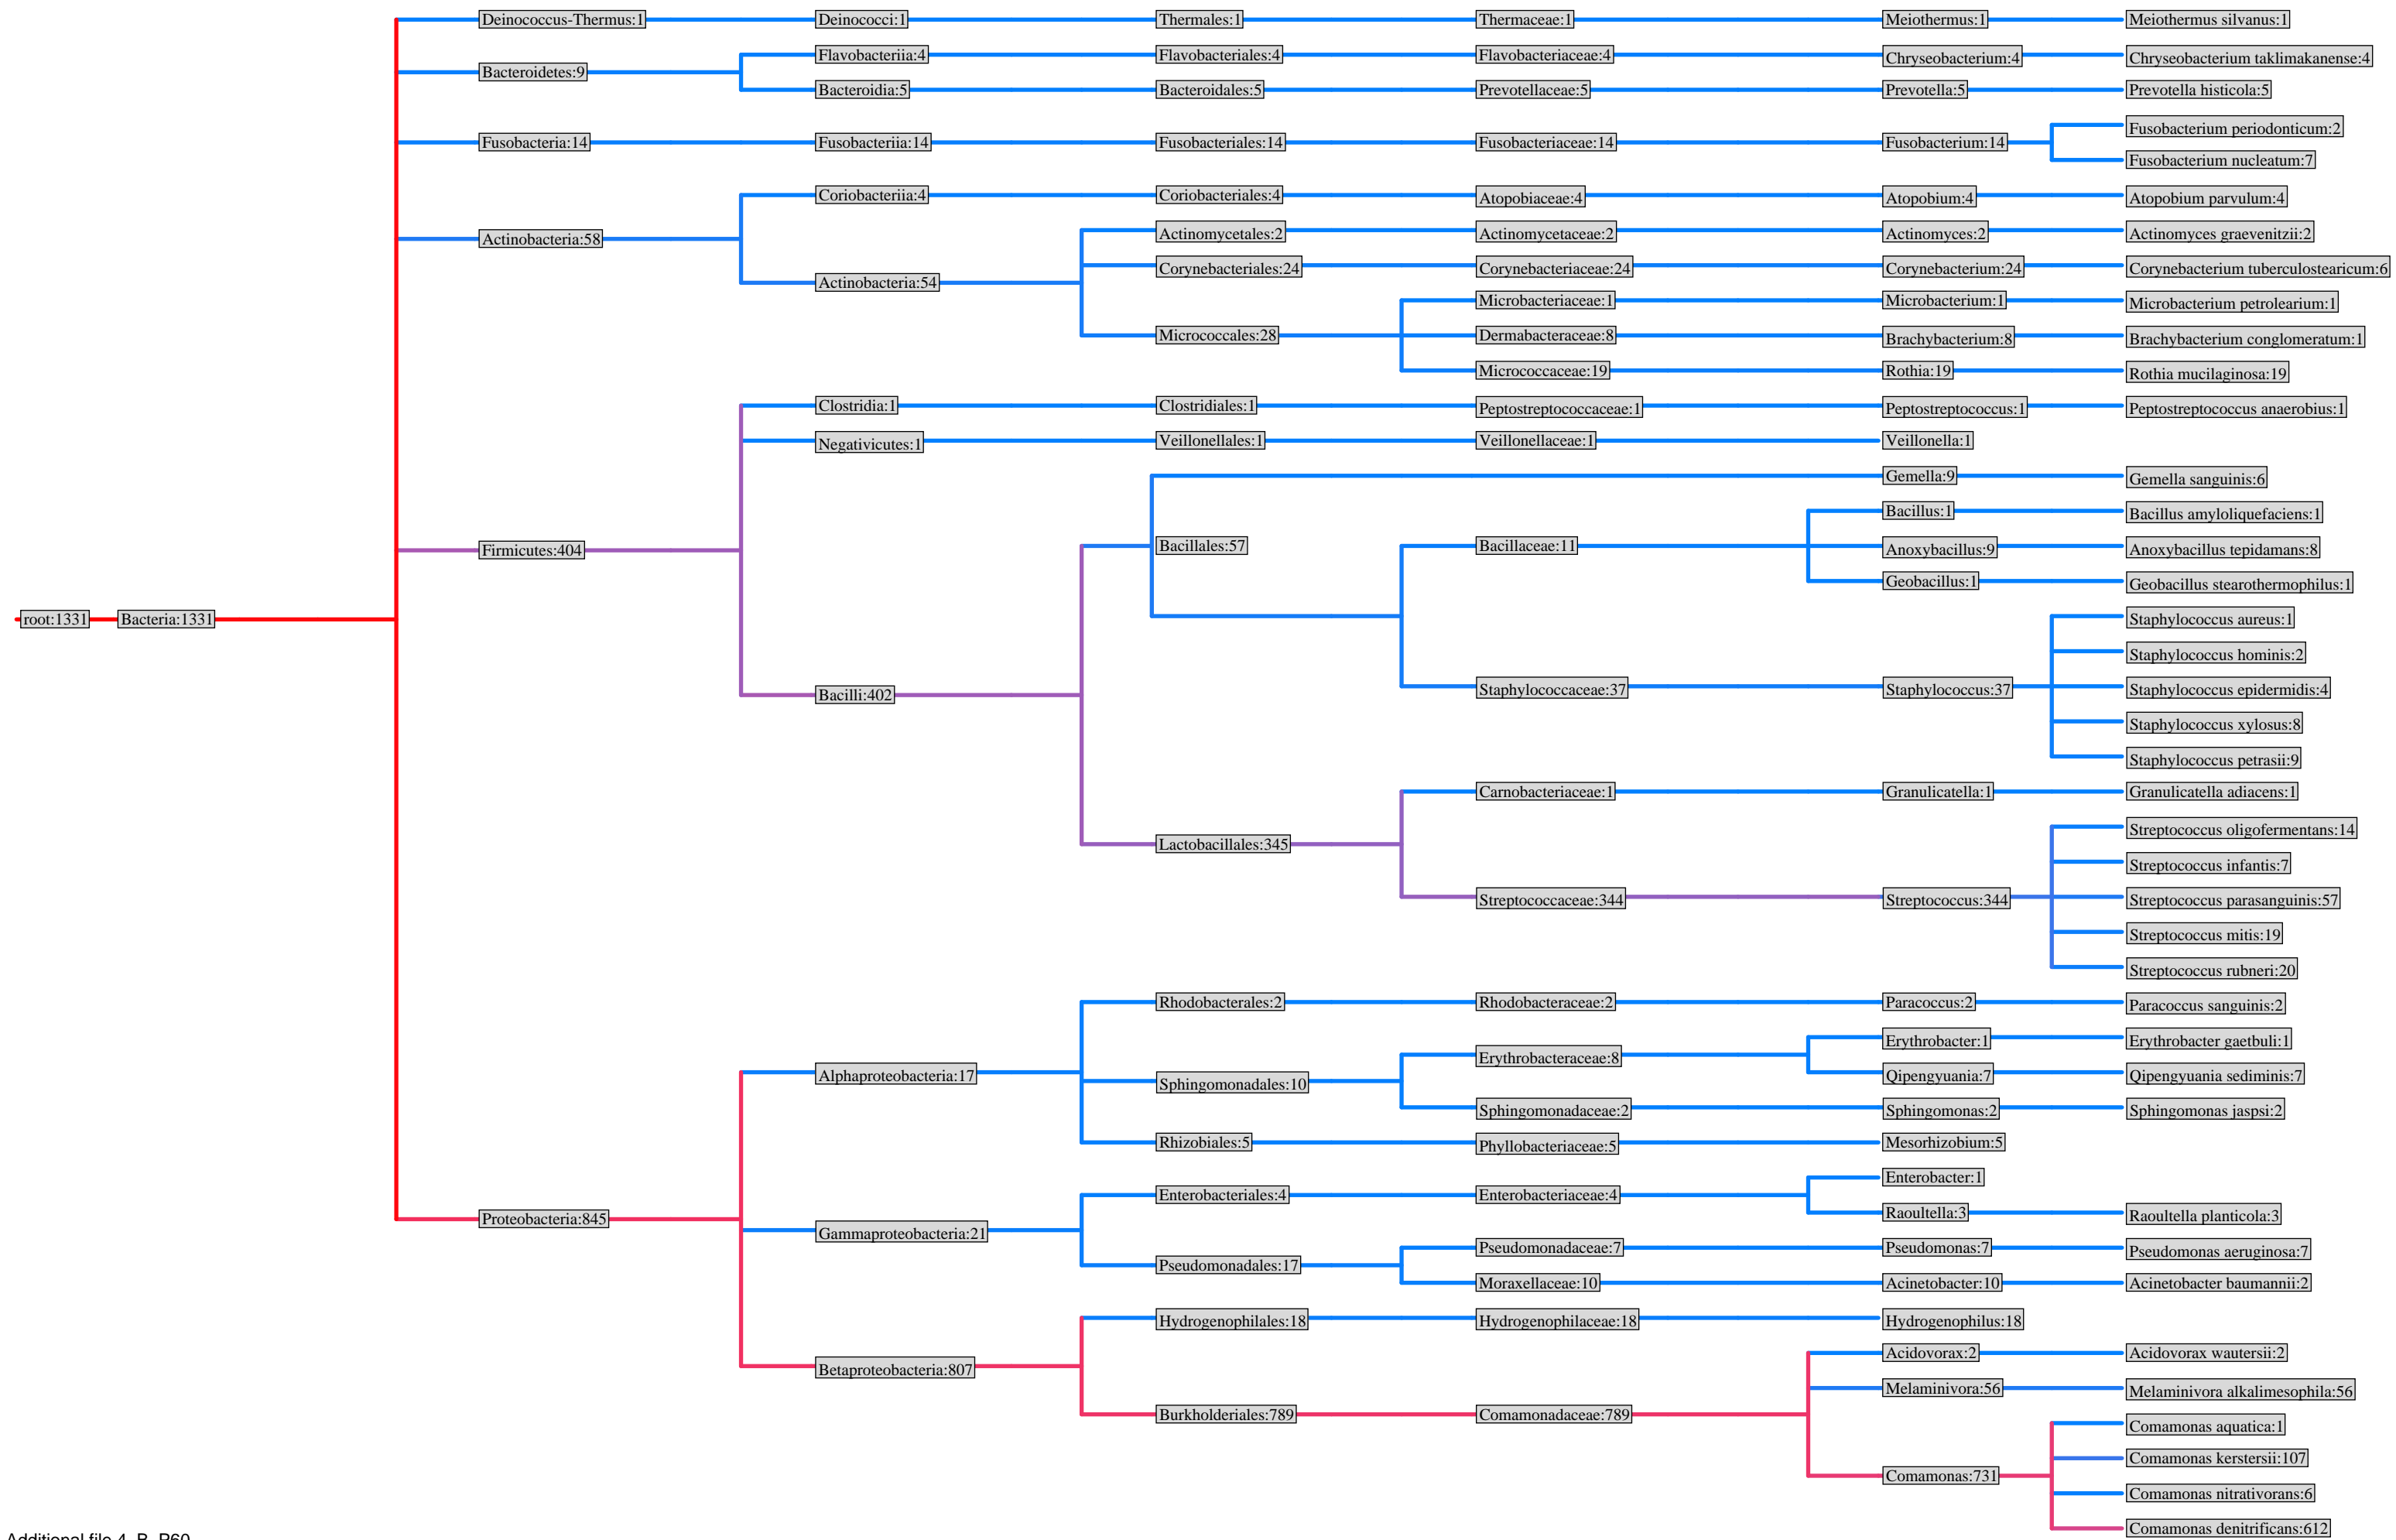 Deinococcus-Thermus:1 Deinococci:1 Thermales:1 Thermaceae:1 Meiothermus:1 Meiothermus silvanus:1
Flavobacteriia:4 Flavobacteriales:4 Flavobacteriaceae:4 Chryseobacterium:4 Chryseobacterium taklimakanense:4
Bacteroidetes:9
Bacteroidia:5 Bacteroidales:5 Prevotellaceae:5 Prevotella:5 Prevotella histicola:5
Fusobacterium periodonticum:2
Fusobacteria:14 Fusobacteriia:14 Fusobacteriales:14 Fusobacteriaceae:14 Fusobacterium:14
Fusobacterium nucleatum:7
Coriobacteriia:4 Coriobacteriales:4 Atopobiaceae:4 Atopobium:4 Atopobium parvulum:4
Actinomycetales:2 Actinomycetaceae:2 Actinomyces:2 Actinomyces graevenitzii:2
Actinobacteria:58
Corynebacteriales:24 Corynebacteriaceae:24 Corynebacterium:24 Corynebacterium tuberculostearicum:6
Actinobacteria:54
Microbacteriaceae:1 Microbacterium:1 Microbacterium petrolearium:1
Micrococcales:28 Dermabacteraceae:8 Brachybacterium:8 Brachybacterium conglomeratum:1
Micrococcaceae:19 Rothia:19 Rothia mucilaginosa:19
Clostridia:1 Clostridiales:1 Peptostreptococcaceae:1 Peptostreptococcus:1 Peptostreptococcus anaerobius:1
Negativicutes:1 Veillonellales:1 Veillonellaceae:1 Veillonella:1
Gemella:9 Gemella sanguinis:6
Bacillus:1 Bacillus amyloliquefaciens:1
Firmicutes:404 Bacillales:57 Bacillaceae:11 Anoxybacillus:9 Anoxybacillus tepidamans:8
Geobacillus:1 Geobacillus stearothermophilus:1
root:1331 Bacteria:1331 Staphylococcus aureus:1
Staphylococcus hominis:2
Bacilli:402 Staphylococcaceae:37 Staphylococcus:37 Staphylococcus epidermidis:4
Staphylococcus xylosus:8
Staphylococcus petrasii:9
Carnobacteriaceae:1 Granulicatella:1 Granulicatella adiacens:1
Streptococcus oligofermentans:14
Lactobacillales:345
Streptococcus infantis:7
Streptococcaceae:344 Streptococcus:344 Streptococcus parasanguinis:57
Streptococcus mitis:19
Streptococcus rubneri:20
Rhodobacterales:2 Rhodobacteraceae:2 Paracoccus:2 Paracoccus sanguinis:2
Erythrobacter:1 Erythrobacter gaetbuli:1
Erythrobacteraceae:8
Alphaproteobacteria:17 Sphingomonadales:10 Qipengyuania:7 Qipengyuania sediminis:7
Sphingomonadaceae:2 Sphingomonas:2 Sphingomonas jaspsi:2
Rhizobiales:5 Phyllobacteriaceae:5 Mesorhizobium:5
Enterobacter:1
Enterobacteriales:4 Enterobacteriaceae:4
Proteobacteria:845 Raoultella:3 Raoultella planticola:3
Gammaproteobacteria:21
Pseudomonadaceae:7 Pseudomonas:7 Pseudomonas aeruginosa:7
Pseudomonadales:17
Moraxellaceae:10 Acinetobacter:10 Acinetobacter baumannii:2
Hydrogenophilales:18 Hydrogenophilaceae:18 Hydrogenophilus:18
Acidovorax:2 Acidovorax wautersii:2
Betaproteobacteria:807
Melaminivora:56 Melaminivora alkalimesophila:56
Burkholderiales:789 Comamonadaceae:789
Comamonas aquatica:1
Comamonas kerstersii:107
Comamonas:731
Comamonas nitrativorans:6
Comamonas denitrificans:612
Additional file 4. B. P60